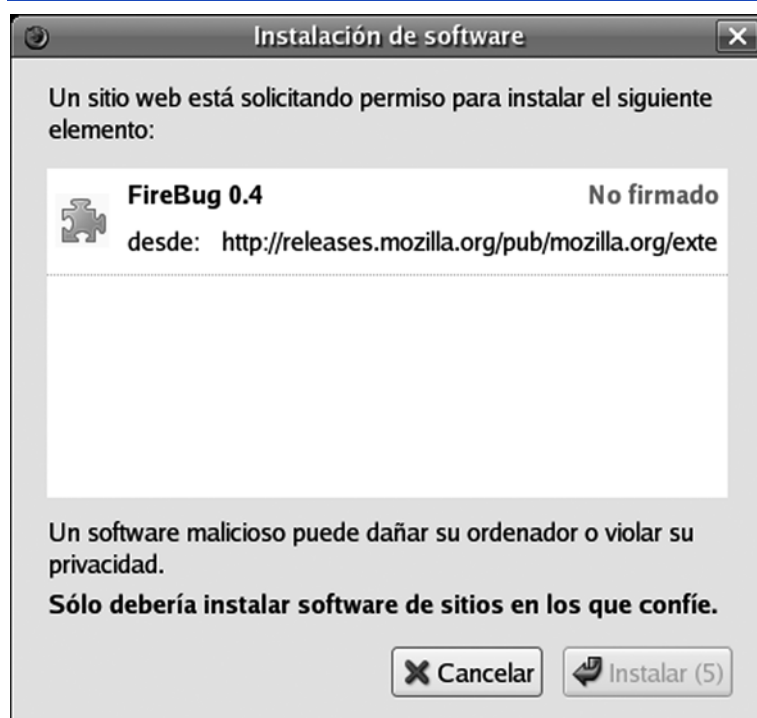 Instalación de software
Un sitio web está solicitando permiso para instalar el siguiente
elemento:
FireBug 0.4 No firmado
desde: http://releases.mozilla.org/pub/mozilla.org/exte
Un software malicioso puede dañar su ordenador o violar su
privacidad.
Sólo debería instalar software de sitios en los que confíe.
Cancelar Instalar (5)